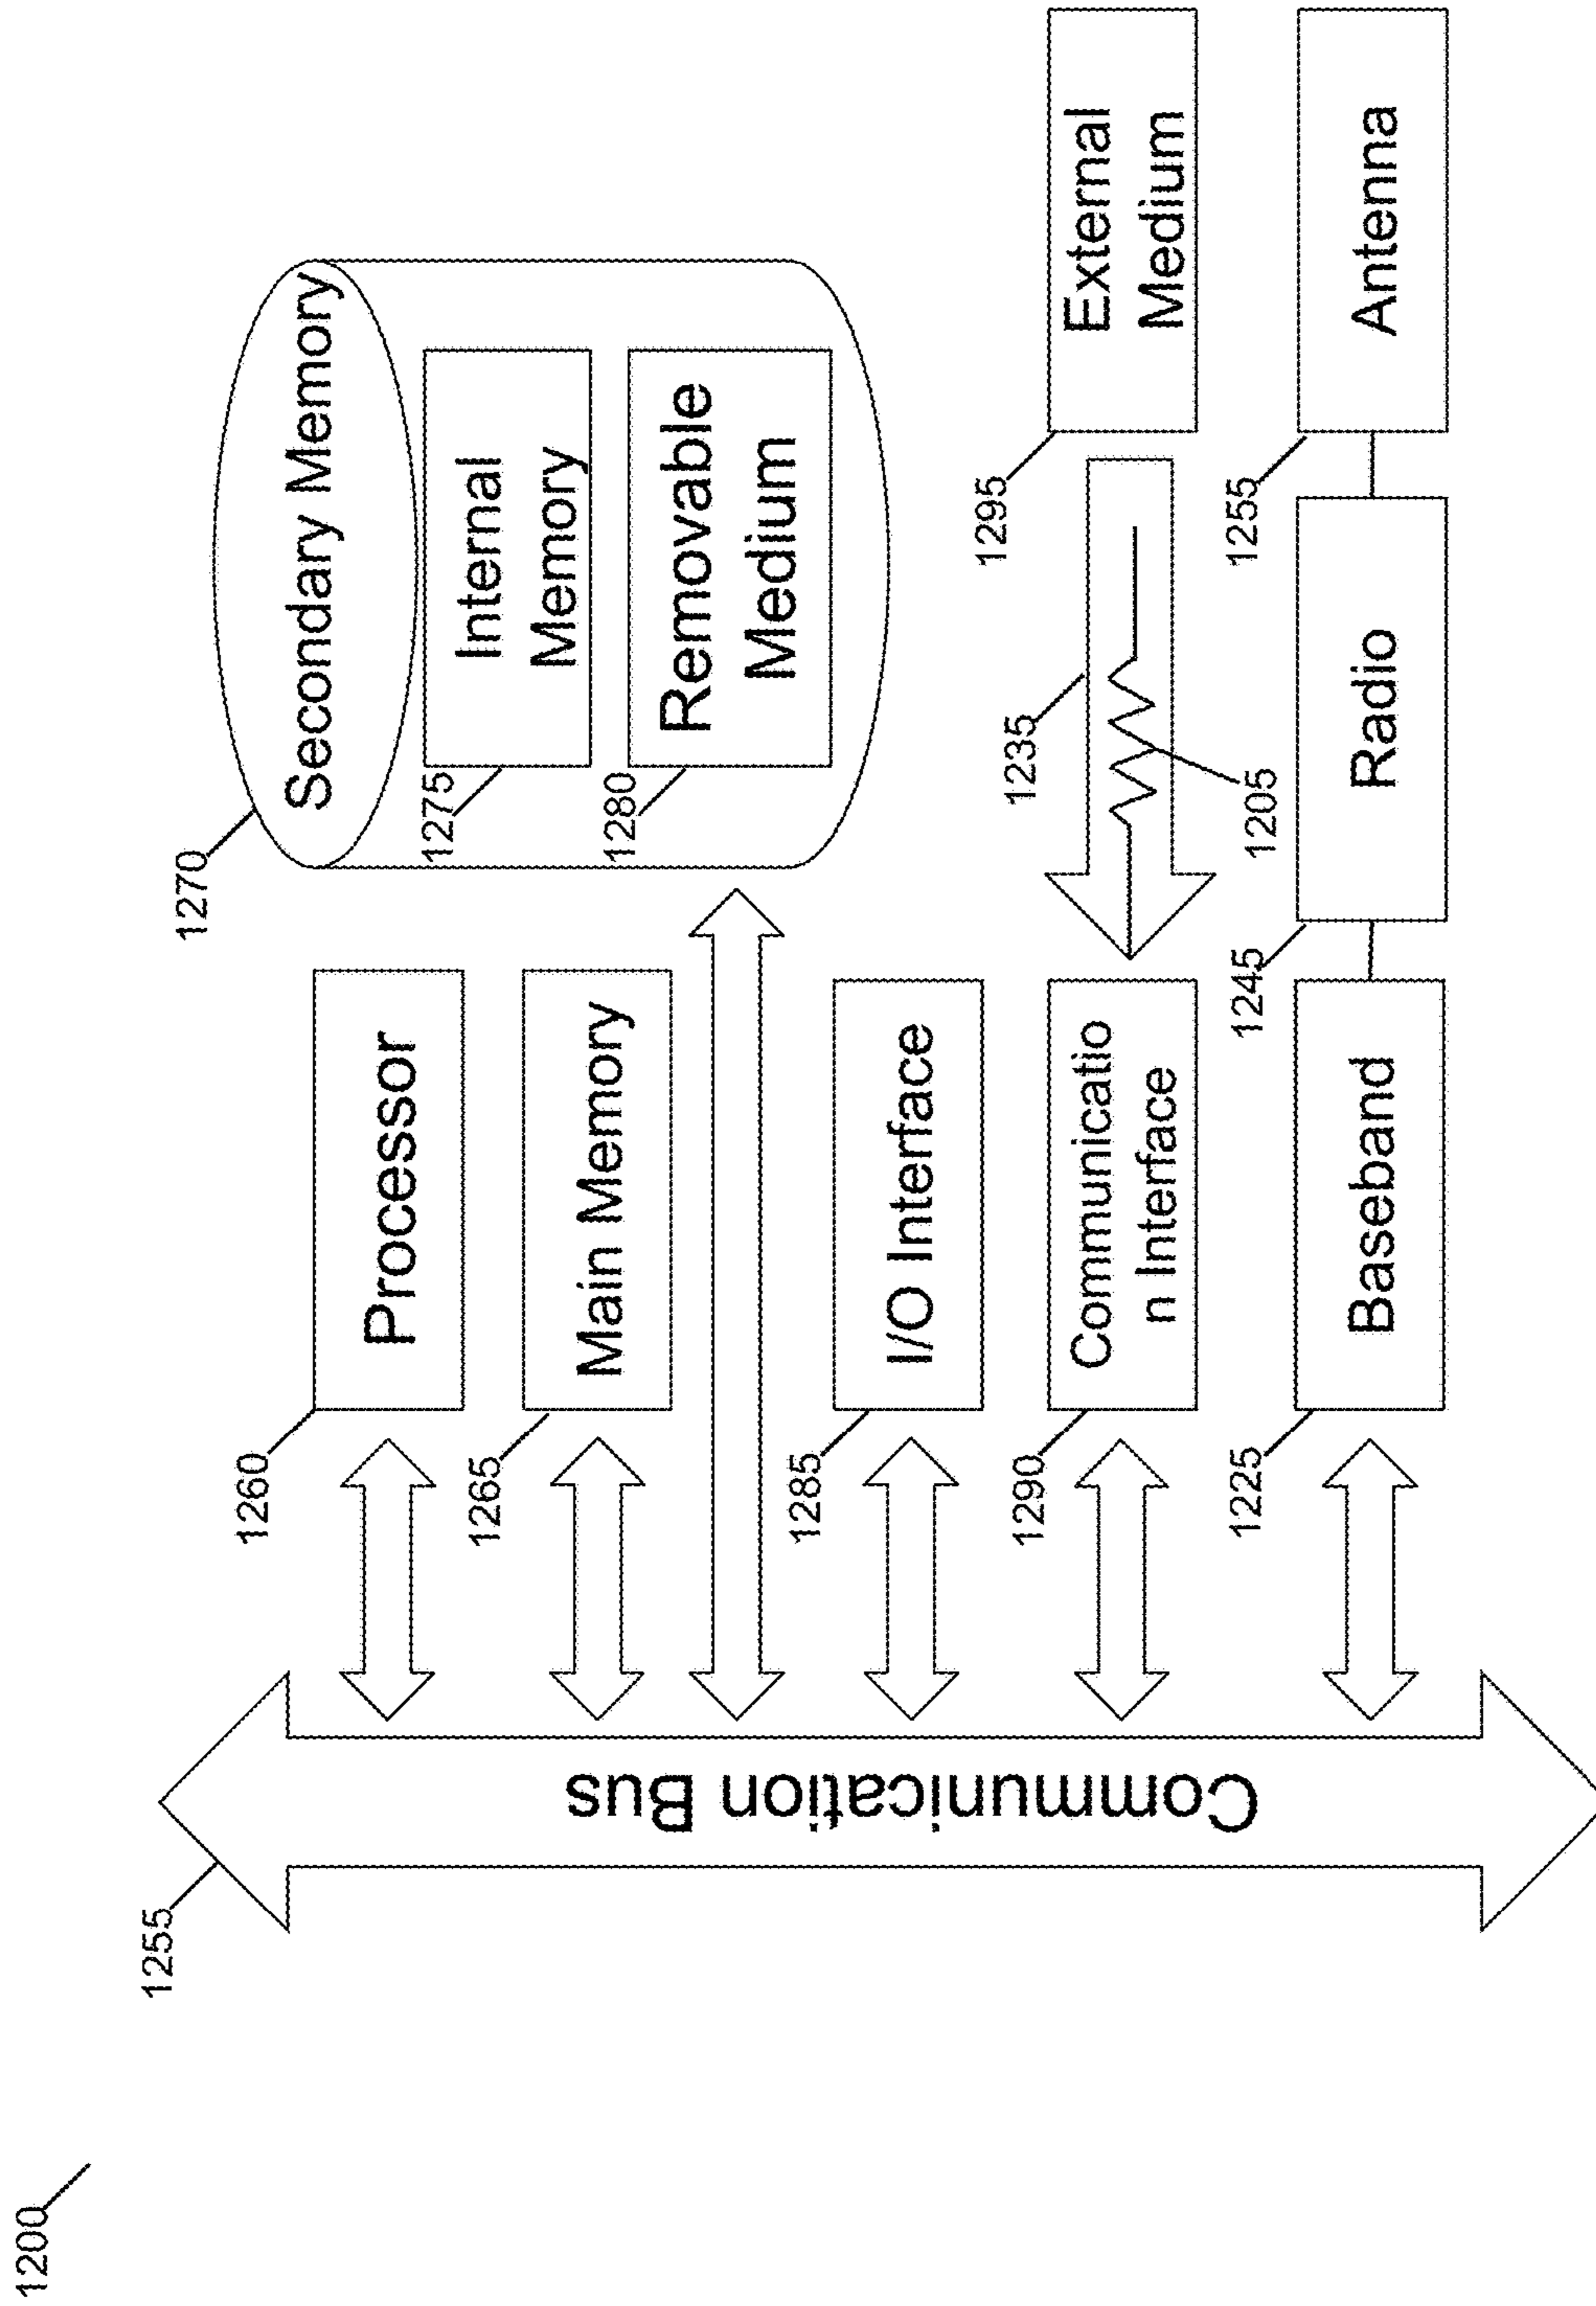 1200
1255
Communication Bus
1260
Processor
1265
Main Memory
1270
Secondary Memory
1275
Internal
Memory
1280
Removable
Medium
1285
I/O Interface
1290
Communicatio
n Interface
1235
1205
1295
External
Medium
1225
Baseband
1245
Radio
1255
Antenna